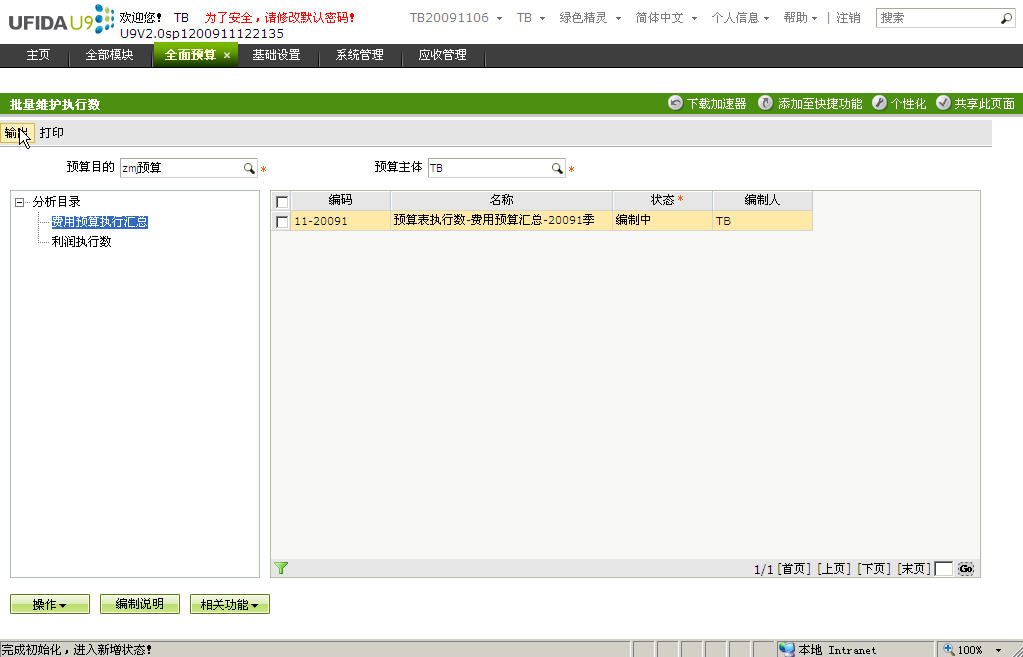 UFIDA U9 欢迎您! TB 为了安全，请修改默认密码! TB20091106 TB 绿色精灵 简体中文 个人信息 帮助 | 注销 搜索
U9V2.0sp1200911122135
主页 全部模块 全面预算 × 基础设置 系统管理 应收管理
批量维护执行数 下载加速器 添加至快捷功能 个性化 共享此页面
输出 打印
预算目的 zm预算 * 预算主体 TB *
分析目录
费用预算执行汇总
利润执行数
编码 名称 状态* 编制人
11-20091 预算表执行数-费用预算汇总-20091季 编制中 TB
1/1 [首页] [上页] [下页] [末页] Go
操作 编制说明 相关功能
完成初始化，进入新增状态! 本地 Intranet 100%